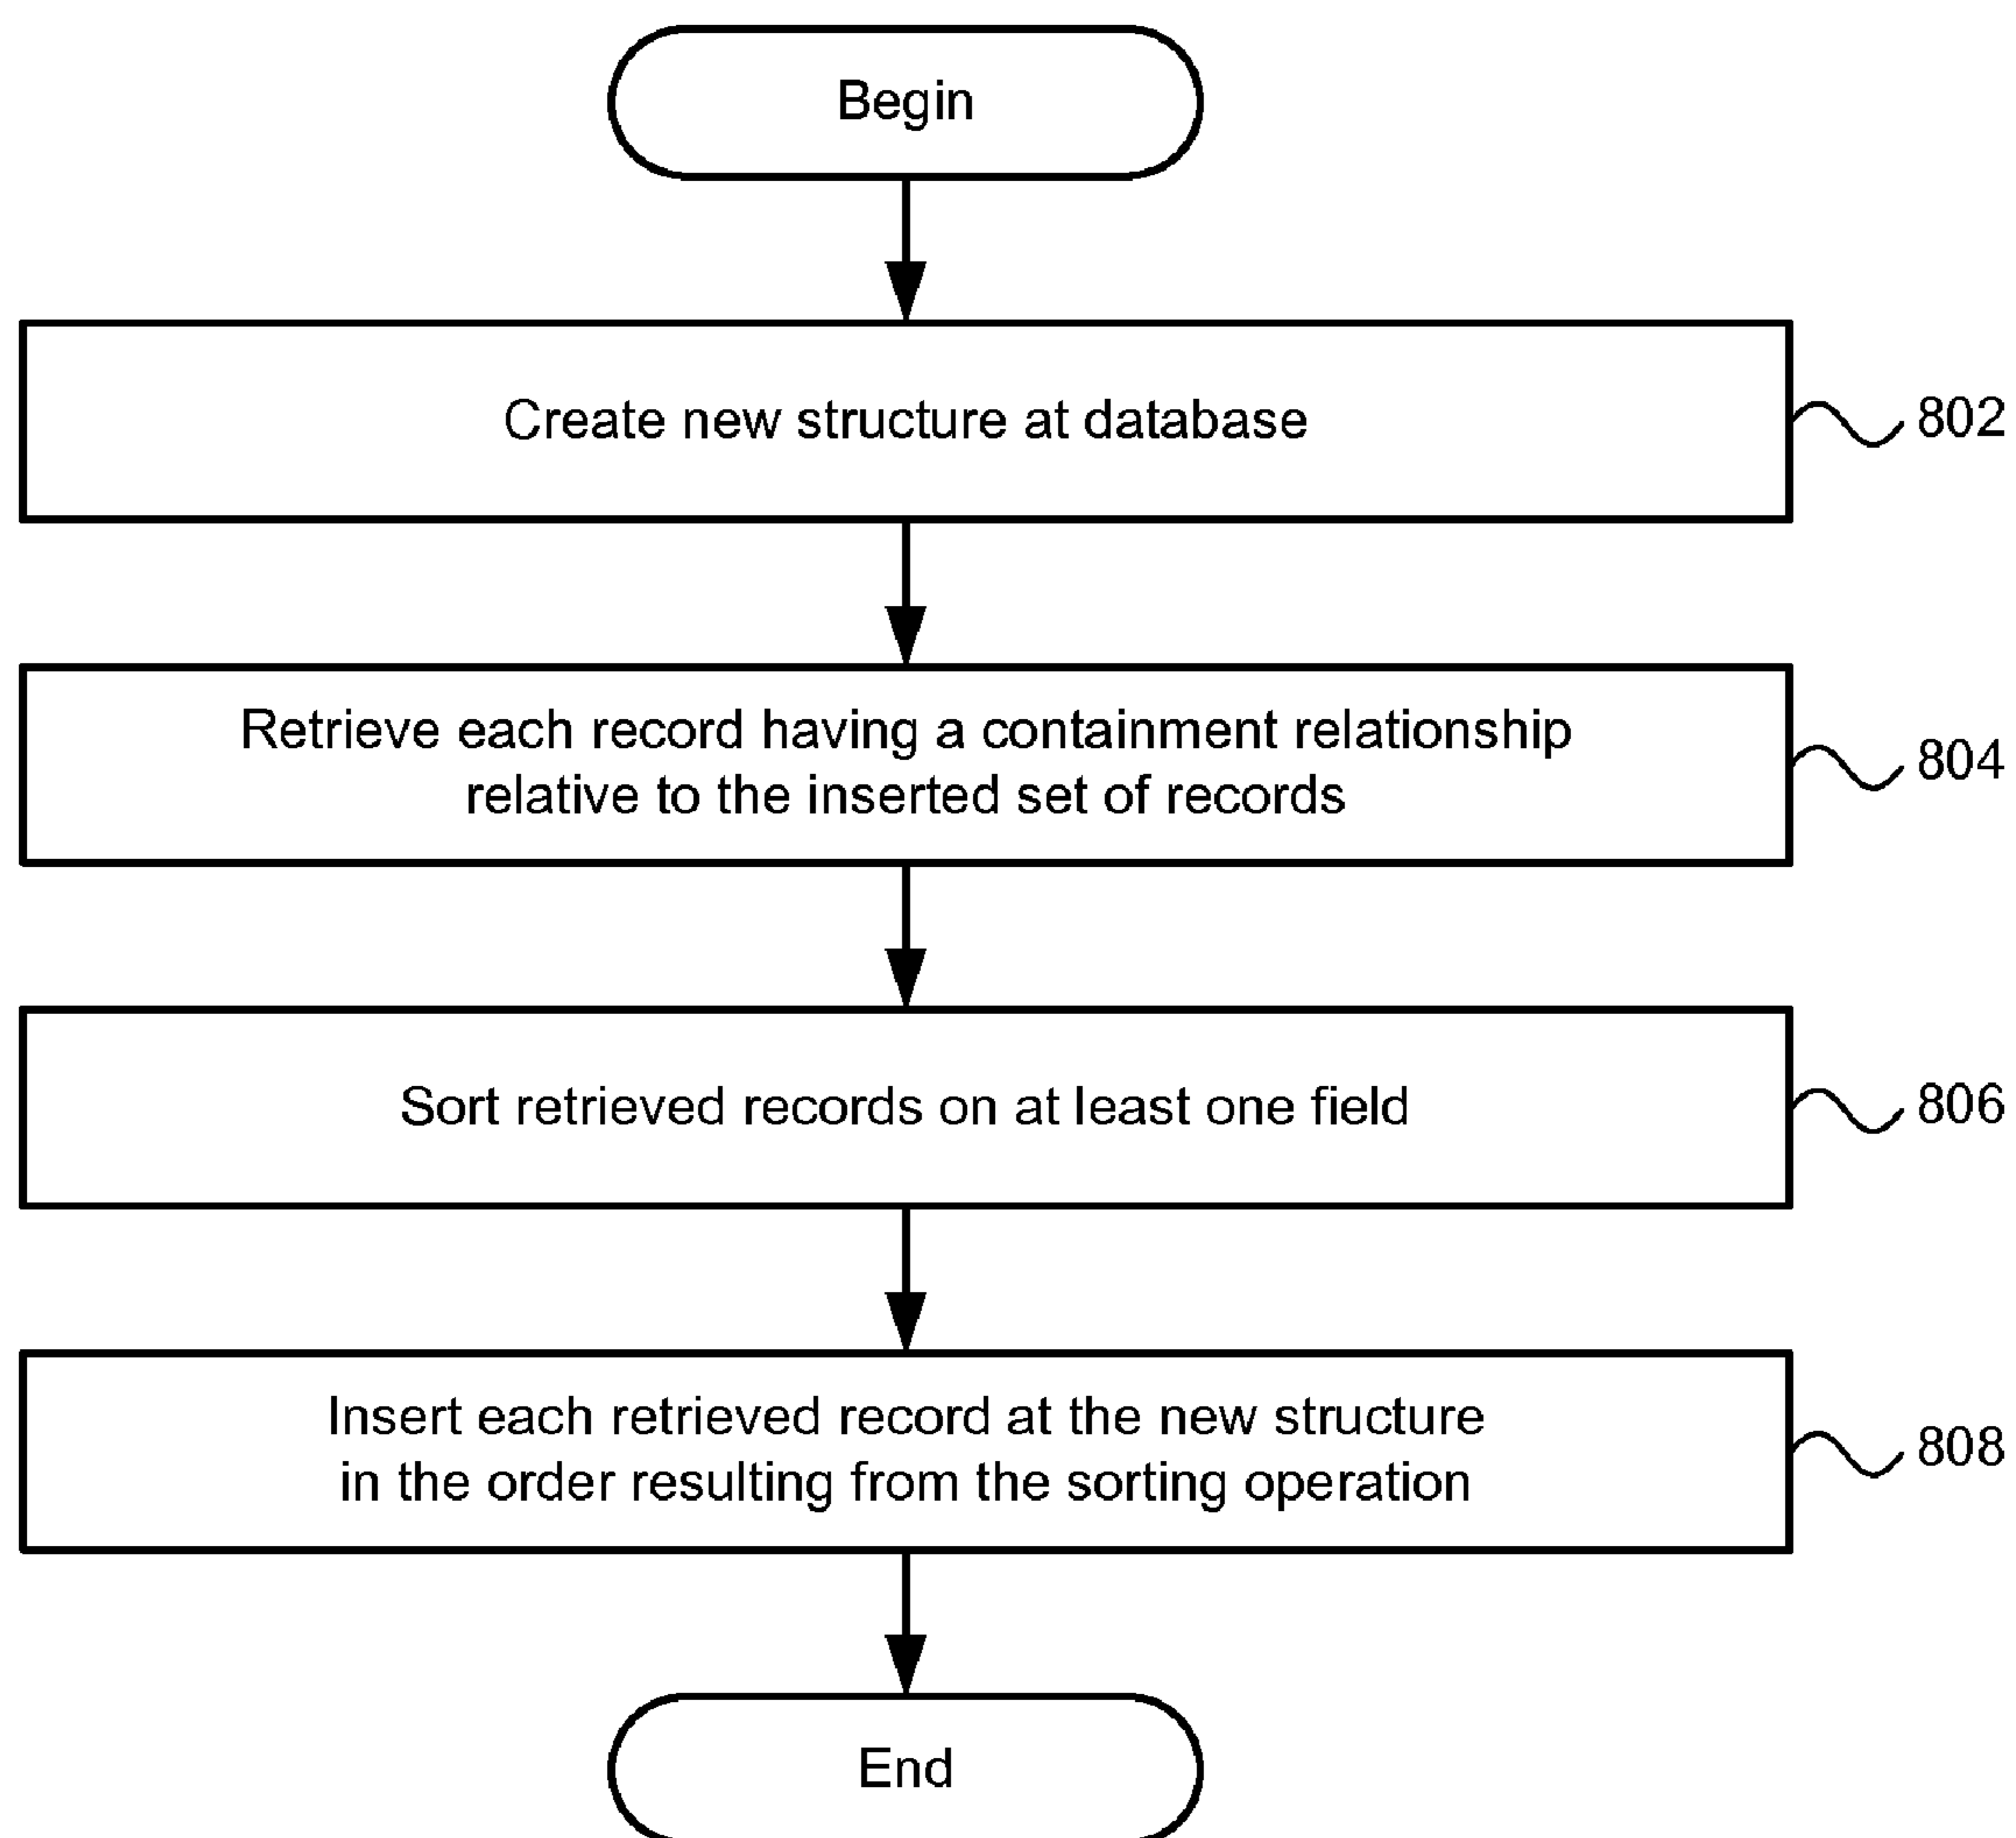 Begin
Create new structure at database
802
Retrieve each record having a containment relationship
relative to the inserted set of records
804
Sort retrieved records on at least one field
806
Insert each retrieved record at the new structure
in the order resulting from the sorting operation
808
End